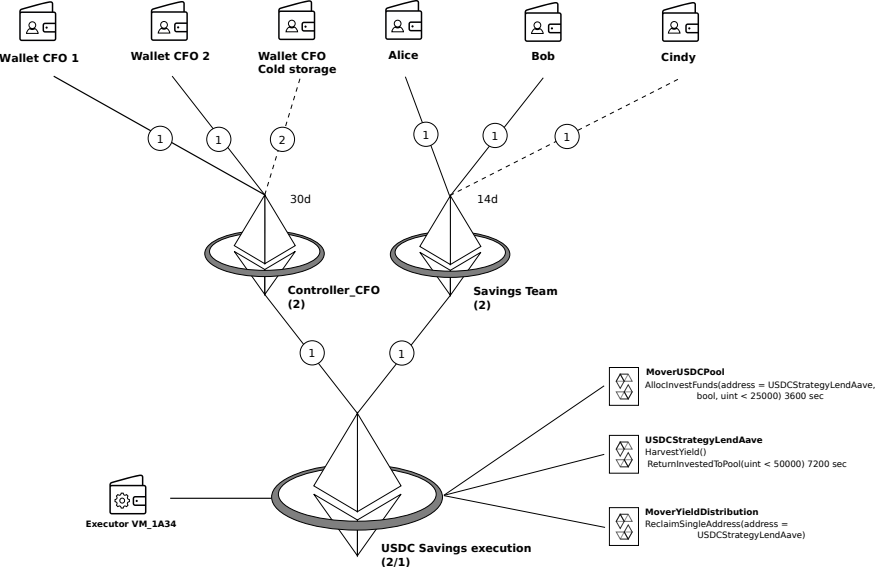 Wallet CFO 1
Wallet CFO 2
Wallet CFO
Cold storage
Alice
Bob
Cindy
1
1
2
1
1
1
30d
14d
Controller_CFO
(2)
Savings Team
(2)
1
1
MoverUSDCPool
AllocInvestFunds(address = USDCStrategyLendAave,
bool, uint < 25000) 3600 sec
USDCStrategyLendAave
HarvestYield()
ReturnInvestedToPool(uint < 50000) 7200 sec
MoverYieldDistribution
ReclaimSingleAddress(address =
USDCStrategyLendAave)
Executor VM_1A34
USDC Savings execution
(2/1)